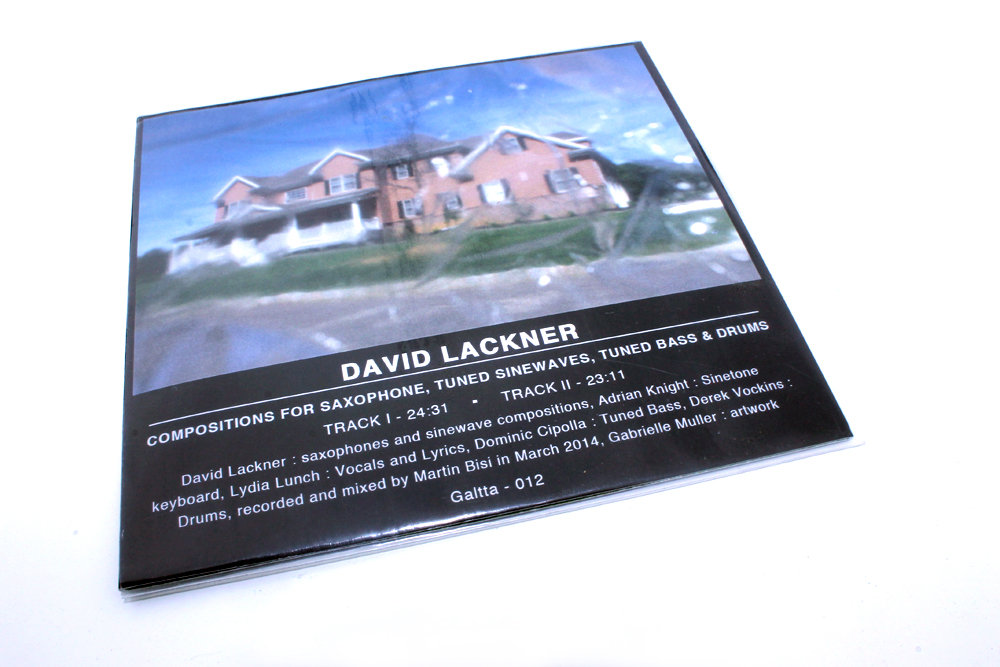 DAVID LACKNER
COMPOSITIONS FOR SAXOPHONE, TUNED SINEWAVES, TUNED BASS & DRUMS
TRACK I - 24:31 - TRACK II - 23:11
David Lackner : saxophones and sinewave compositions, Adrian Knight : Sinetone
keyboard, Lydia Lunch : Vocals and Lyrics, Dominic Cipolla : Tuned Bass, Derek Vockins :
Drums, recorded and mixed by Martin Bisi in March 2014, Gabrielle Muller : artwork
Galtta - 012